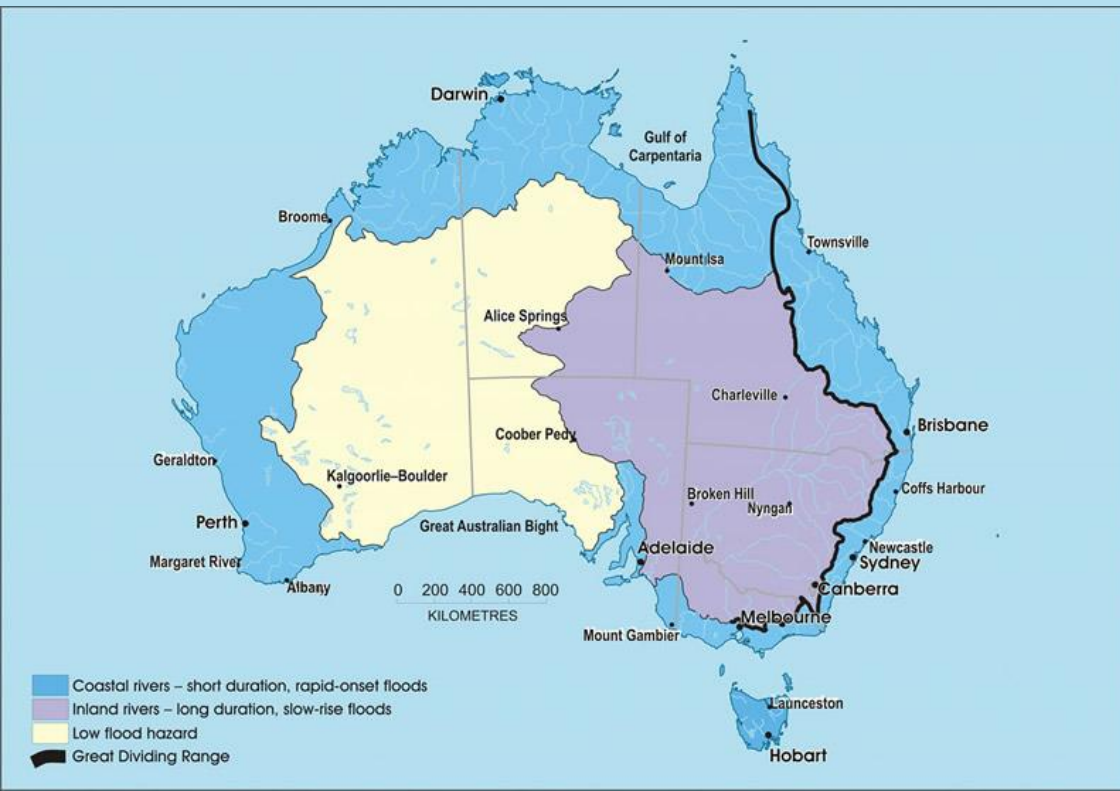 Darwin
Gulf of
Carpentaria
Broome
Townsville
Mount Isa
Alice Springs
Charleville
Brisbane
Coober Pedy
Geraldton
Kalgoorlie–Boulder
Coffs Harbour
Broken Hill
Nyngan
Perth
Great Australian Bight
Adelaide
Newcastle
Sydney
Margaret River
Albany
Canberra
0 200 400 600 800
KILOMETRES
Melbourne
Mount Gambier
Coastal rivers – short duration, rapid-onset floods
Inland rivers – long duration, slow-rise floods
Low flood hazard
Great Dividing Range
Launceston
Hobart